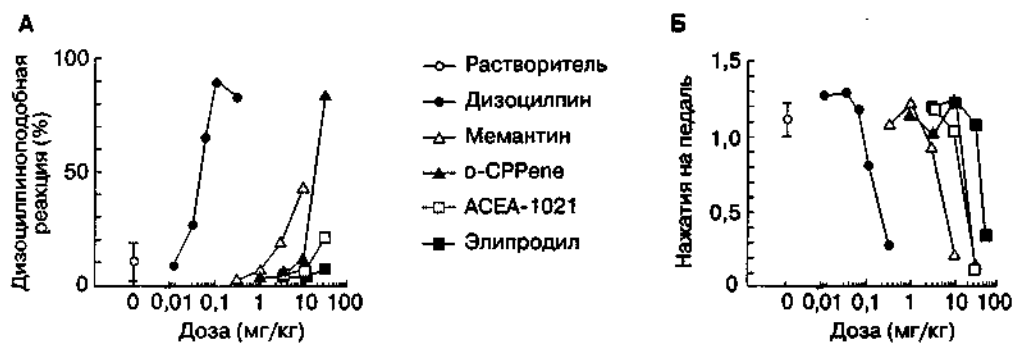 А
Дизоцилпиноподобная
реакция (%)
100
50
0
0 0,01 0,1 1 10 100
Доза (мг/кг)
Растворитель
Дизоцилпин
Мемантин
о-CPPene
ACEA-1021
Элипродил
Б
Нажатия на педаль
1,5
1,0
0,5
0
0 0,01 0,1 1 10 100
Доза (мг/кг)